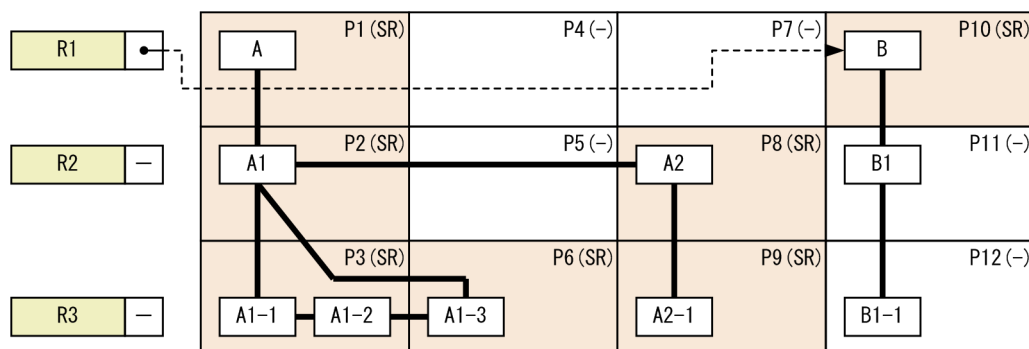 P1(SR) P4(-) P7(-) P10(SR)
R1 A B
P2(SR) P5(-) P8(SR) P11(-)
R2 — A1 A2 B1
P3(SR) P6(SR) P9(SR) P12(-)
R3 — A1-1 A1-2 A1-3 A2-1 B1-1